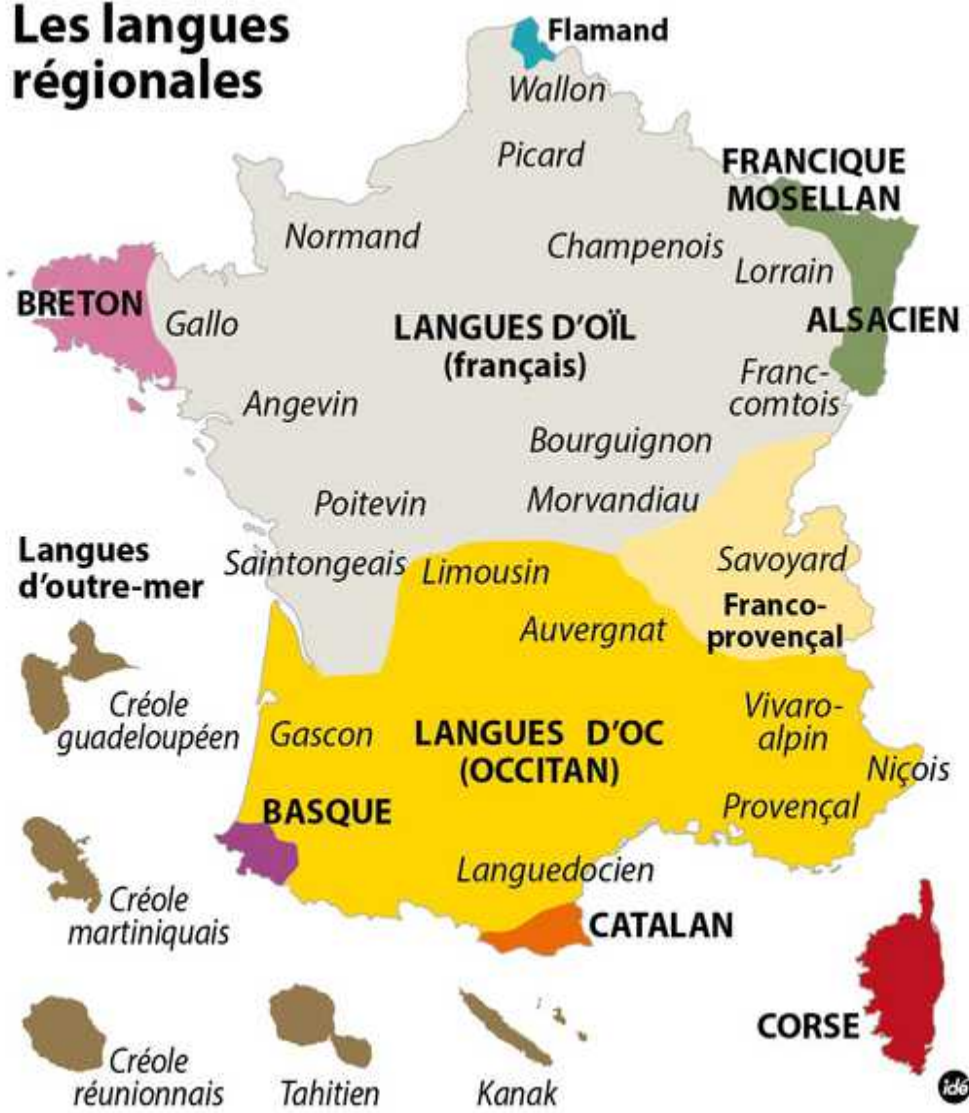 Les langues
régionales
Flamand
Wallon
Picard
FRANCIQUE
MOSELLAN
Normand
Champenois
Lorrain
BRETON
Gallo
LANGUES D'OÏL
(français)
ALSACIEN
Franc-
comtois
Angevin
Bourguignon
Poitevin
Morvandiau
Langues
d'outre-mer
Saintongeais
Limousin
Savoyard
Auvergnat
Franco-
provençal
Créole
guadeloupéen
Gascon
LANGUES D'OC
(OCCITAN)
Vivaro-
alpin
Niçois
BASQUE
Provençal
Languedocien
Créole
martiniquais
CATALAN
CORSE
Créole
réunionnais
Tahitien
Kanak
idé